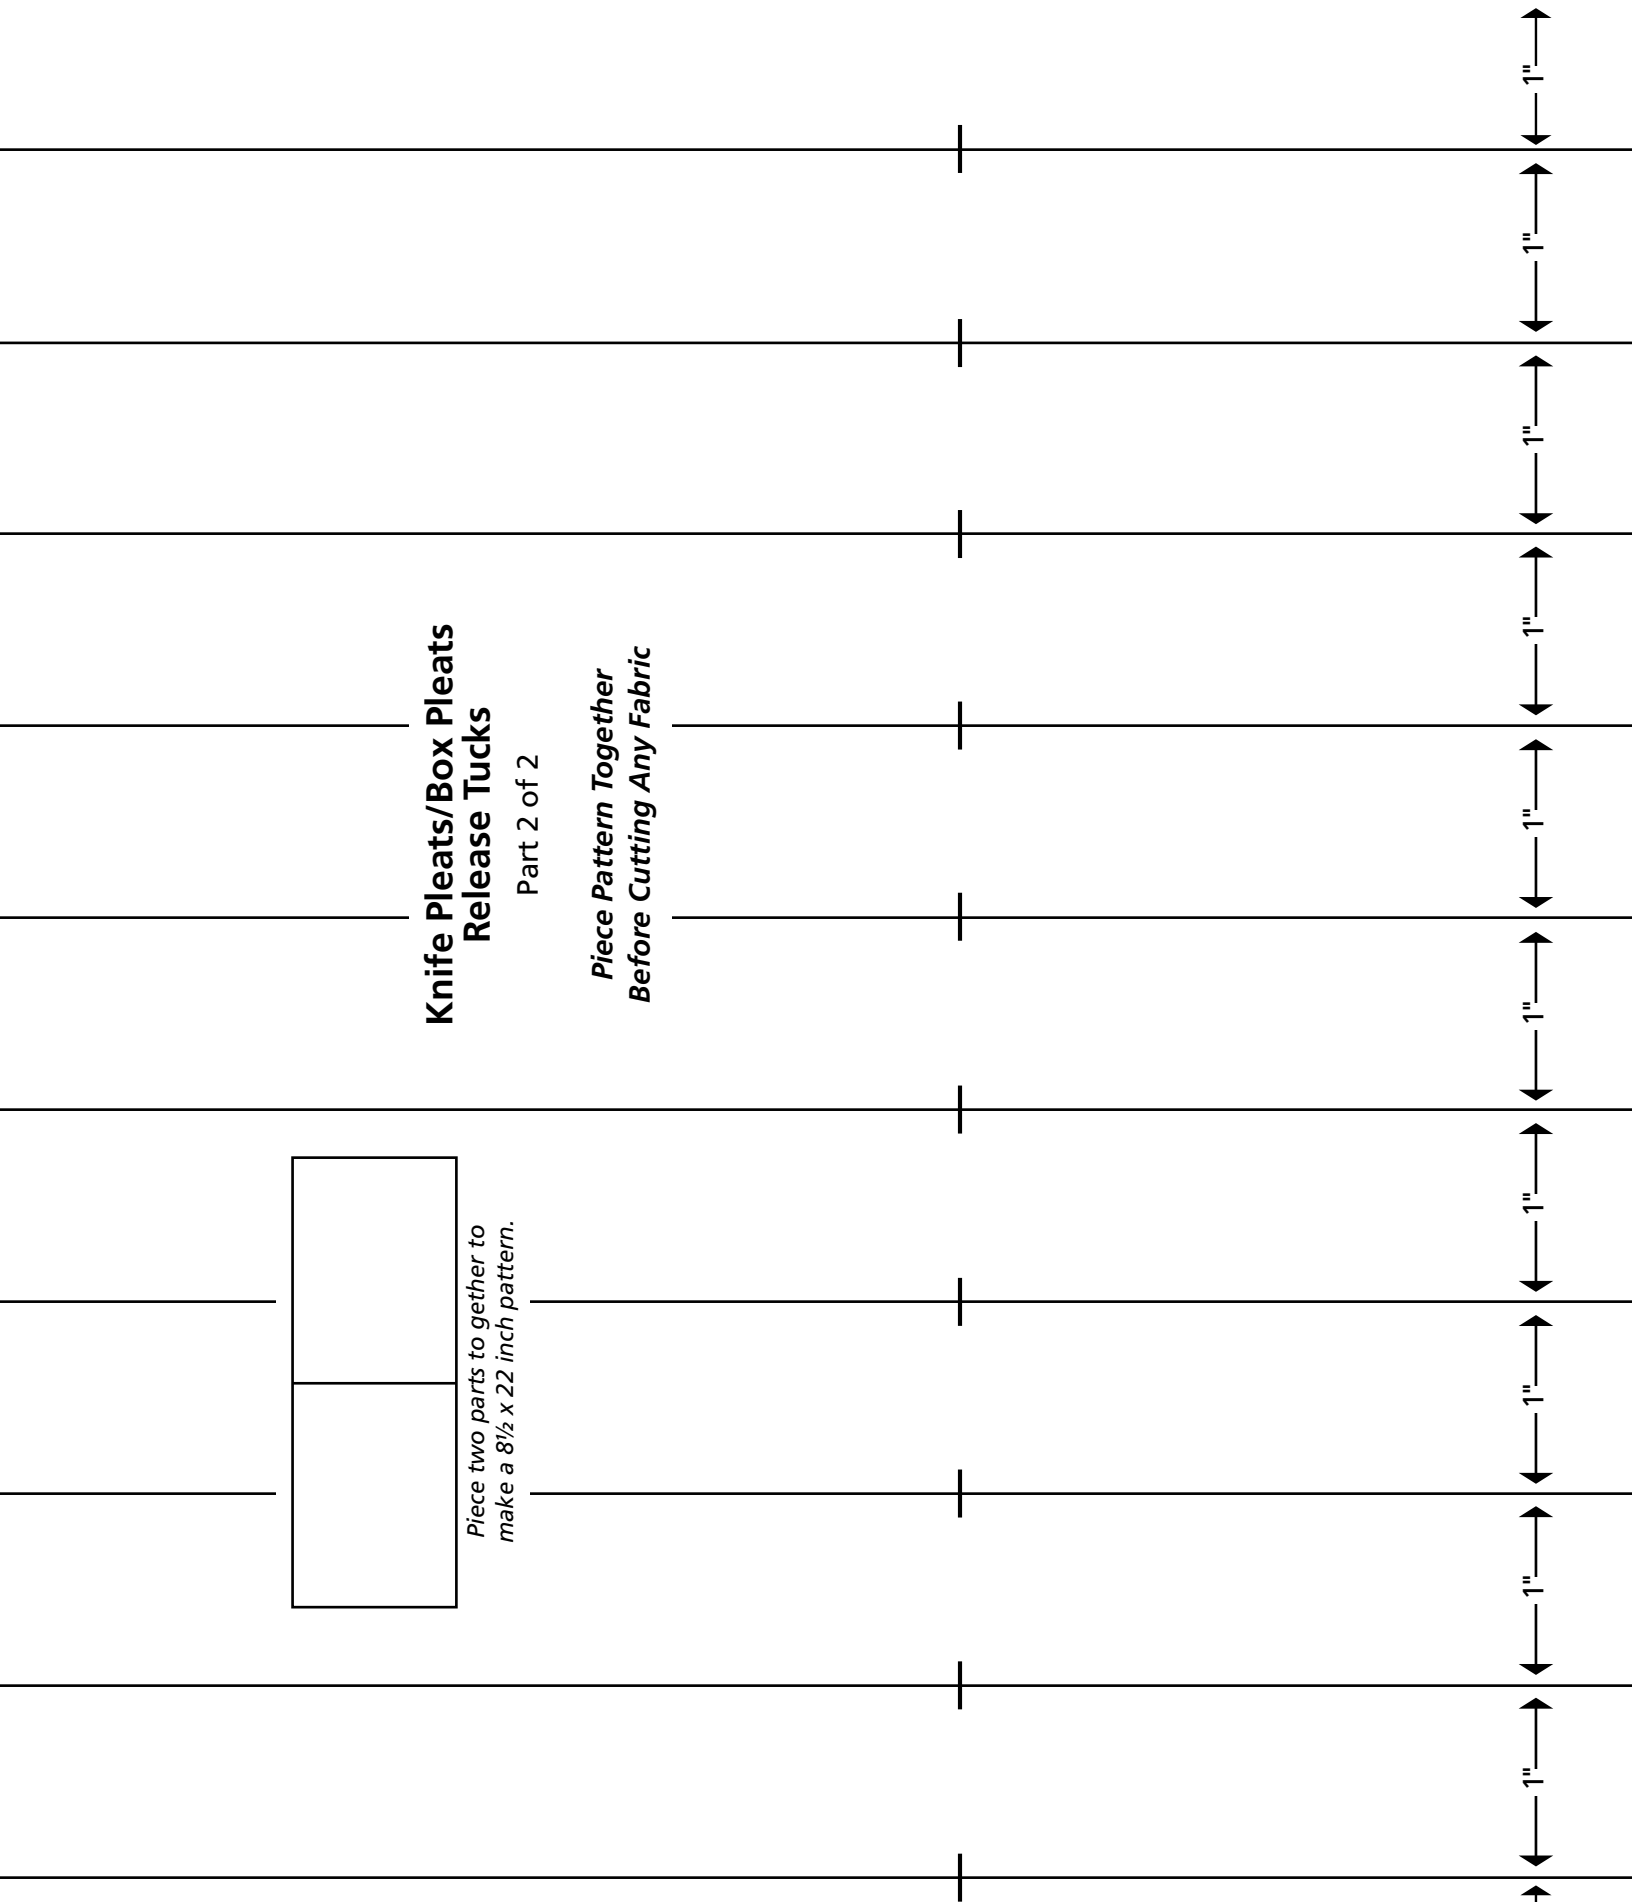 Knife Pleats/Box Pleats
Release Tucks
Part 2 of 2
Piece Pattern Together
Before Cutting Any Fabric
Piece two parts to gether to
make a 8½ x 22 inch pattern.
1" 1" 1" 1" 1" 1" 1" 1" 1" 1"